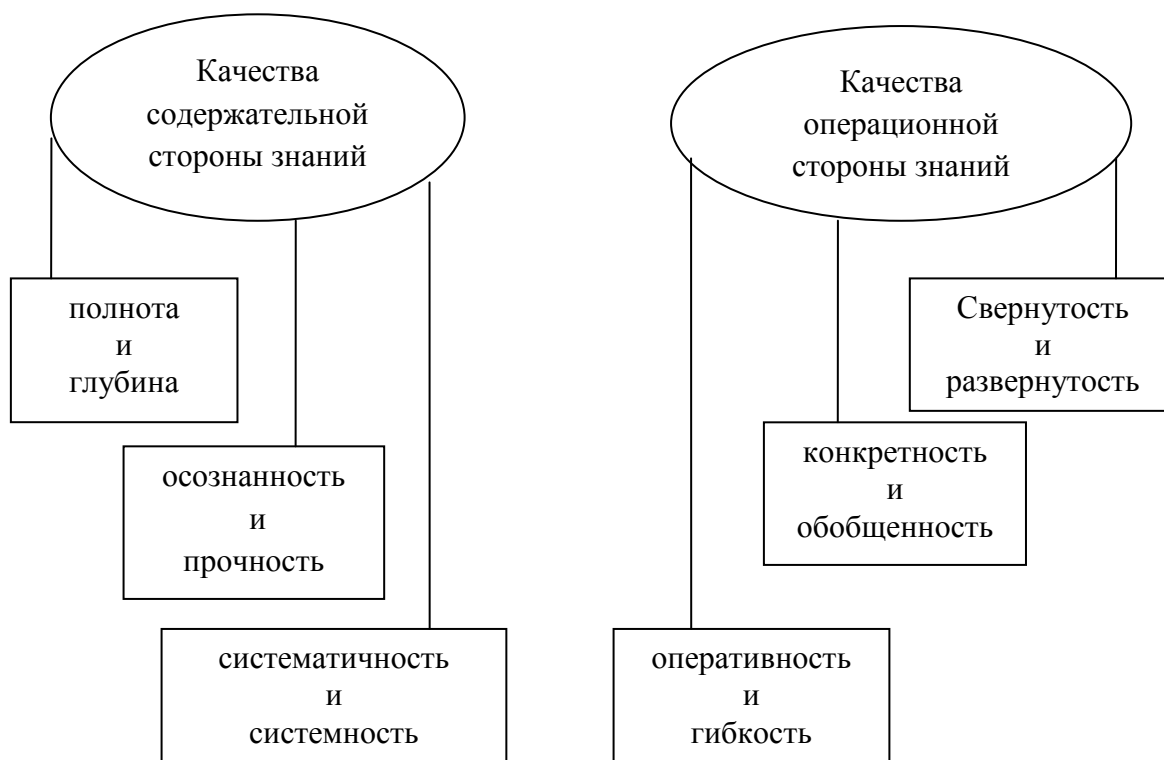 Качества
содержательной
стороны знаний
полнота
и
глубина
осознанность
и
прочность
систематичность
и
системность
Качества
операционной
стороны знаний
Свернутость
и
развернутость
конкретность
и
обобщенность
оперативность
и
гибкость